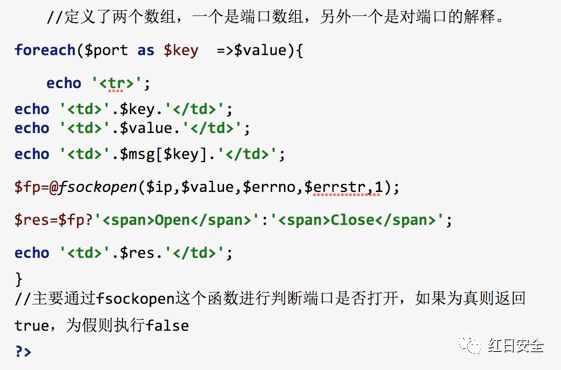 //定义了两个数组，一个是端口数组，另外一个是对端口的解释。
foreach($port as $key  =>$value){
echo '<tr>';
echo '<td>'.$key.'</td>';
echo '<td>'.$value.'</td>';
echo '<td>'.$msg[$key].'</td>';
$fp=@fsockopen($ip,$value,$errno,$errstr,1);
$res=$fp?'<span>Open</span>':'<span>Close</span>';
echo '<td>'.$res.'</td>';
}
//主要通过fsockopen这个函数进行判断端口是否打开，如果为真则返回
true，为假则执行false
?>
红日安全